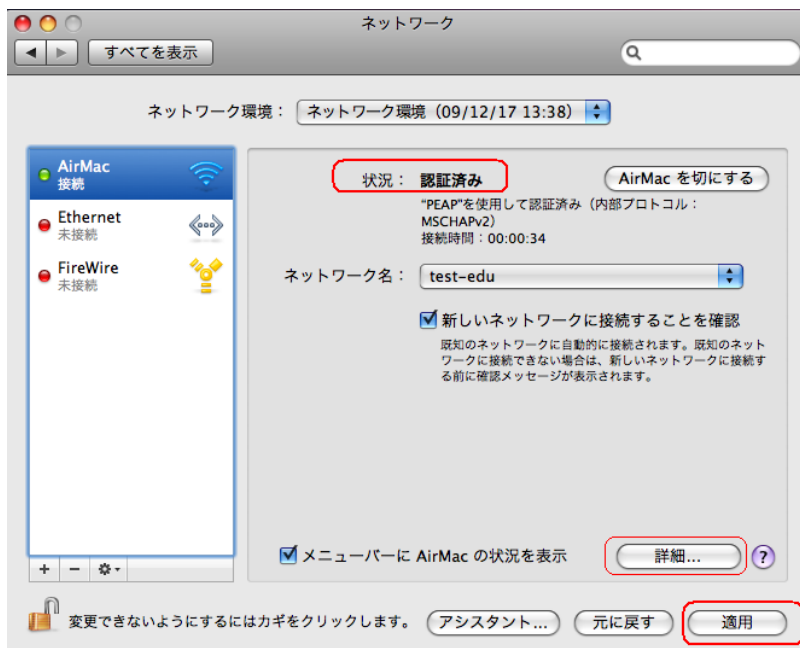 ネットワーク
すべてを表示
ネットワーク環境： ネットワーク環境（09/12/17 13:38）
AirMac
接続
Ethernet
未接続
FireWire
未接続
状況： 認証済み
AirMac を切にする
"PEAP"を使用して認証済み（内部プロトコル：
MSCHAPv2）
接続時間：00:00:34
ネットワーク名： test-edu
新しいネットワークに接続することを確認
既知のネットワークに自動的に接続されます。既知のネット
ワークに接続できない場合は、新しいネットワークに接続す
る前に確認メッセージが表示されます。
メニューバーに AirMac の状況を表示
詳細...
?
変更できないようにするにはカギをクリックします。
アシスタント...
元に戻す
適用